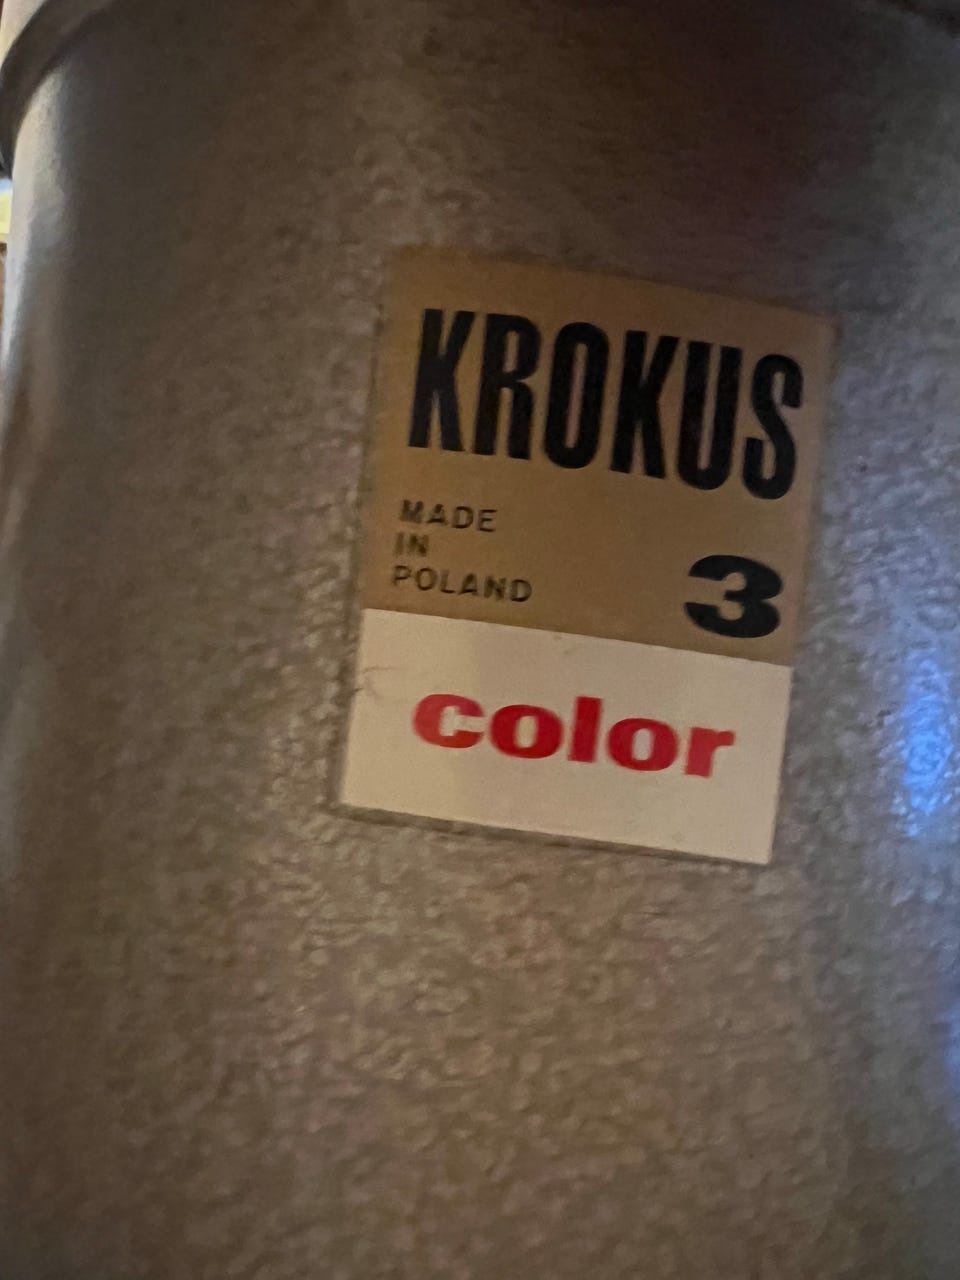 KROKUS
MADE
IN
POLAND
3
color